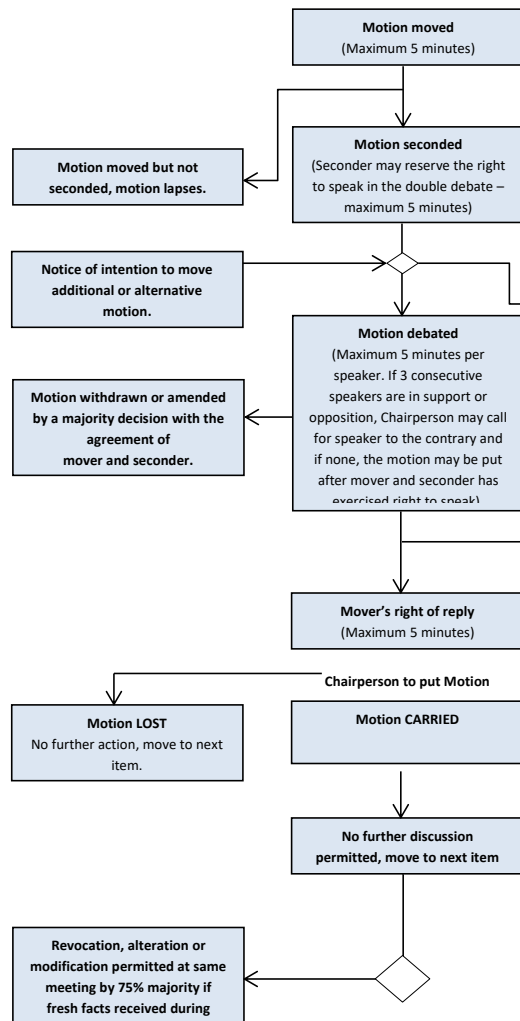 Motion moved
(Maximum 5 minutes)
Motion seconded
(Seconder may reserve the right
to speak in the double debate –
maximum 5 minutes)
Motion moved but not
seconded, motion lapses.
Notice of intention to move
additional or alternative
motion.
Motion debated
(Maximum 5 minutes per
speaker. If 3 consecutive
speakers are in support or
opposition, Chairperson may call
for speaker to the contrary and
if none, the motion may be put
after mover and seconder has
exercised right to speak)
Motion withdrawn or amended
by a majority decision with the
agreement of
mover and seconder.
Mover’s right of reply
(Maximum 5 minutes)
Chairperson to put Motion
Motion LOST
No further action, move to next
item.
Motion CARRIED
No further discussion
permitted, move to next item
Revocation, alteration or
modification permitted at same
meeting by 75% majority if
fresh facts received during